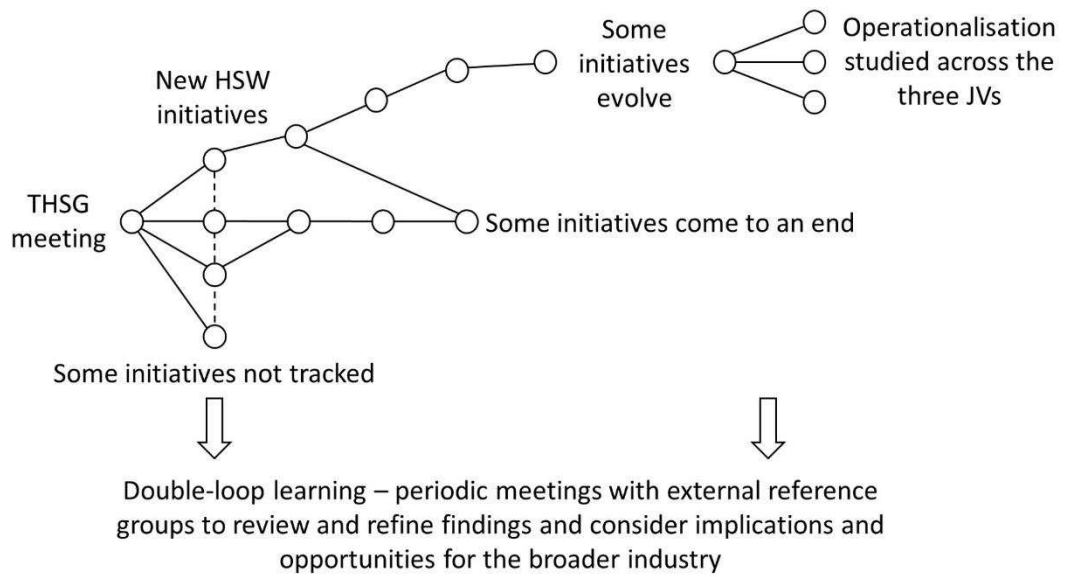 Some
initiatives
evolve
Operationalisation
studied across the
three JVs
New HSW
initiatives
THSG
meeting
Some initiatives come to an end
Some initiatives not tracked
Double-loop learning – periodic meetings with external reference
groups to review and refine findings and consider implications and
opportunities for the broader industry